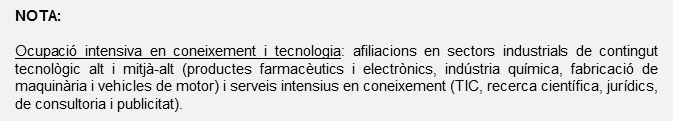 NOTA:
Ocupació intensiva en coneixement i tecnologia: afiliacions en sectors industrials de contingut
tecnològic alt i mitjà-alt (productes farmacèutics i electrònics, indústria química, fabricació de
maquinària i vehicles de motor) i serveis intensius en coneixement (TIC, recerca científica, jurídics,
de consultoria i publicitat).